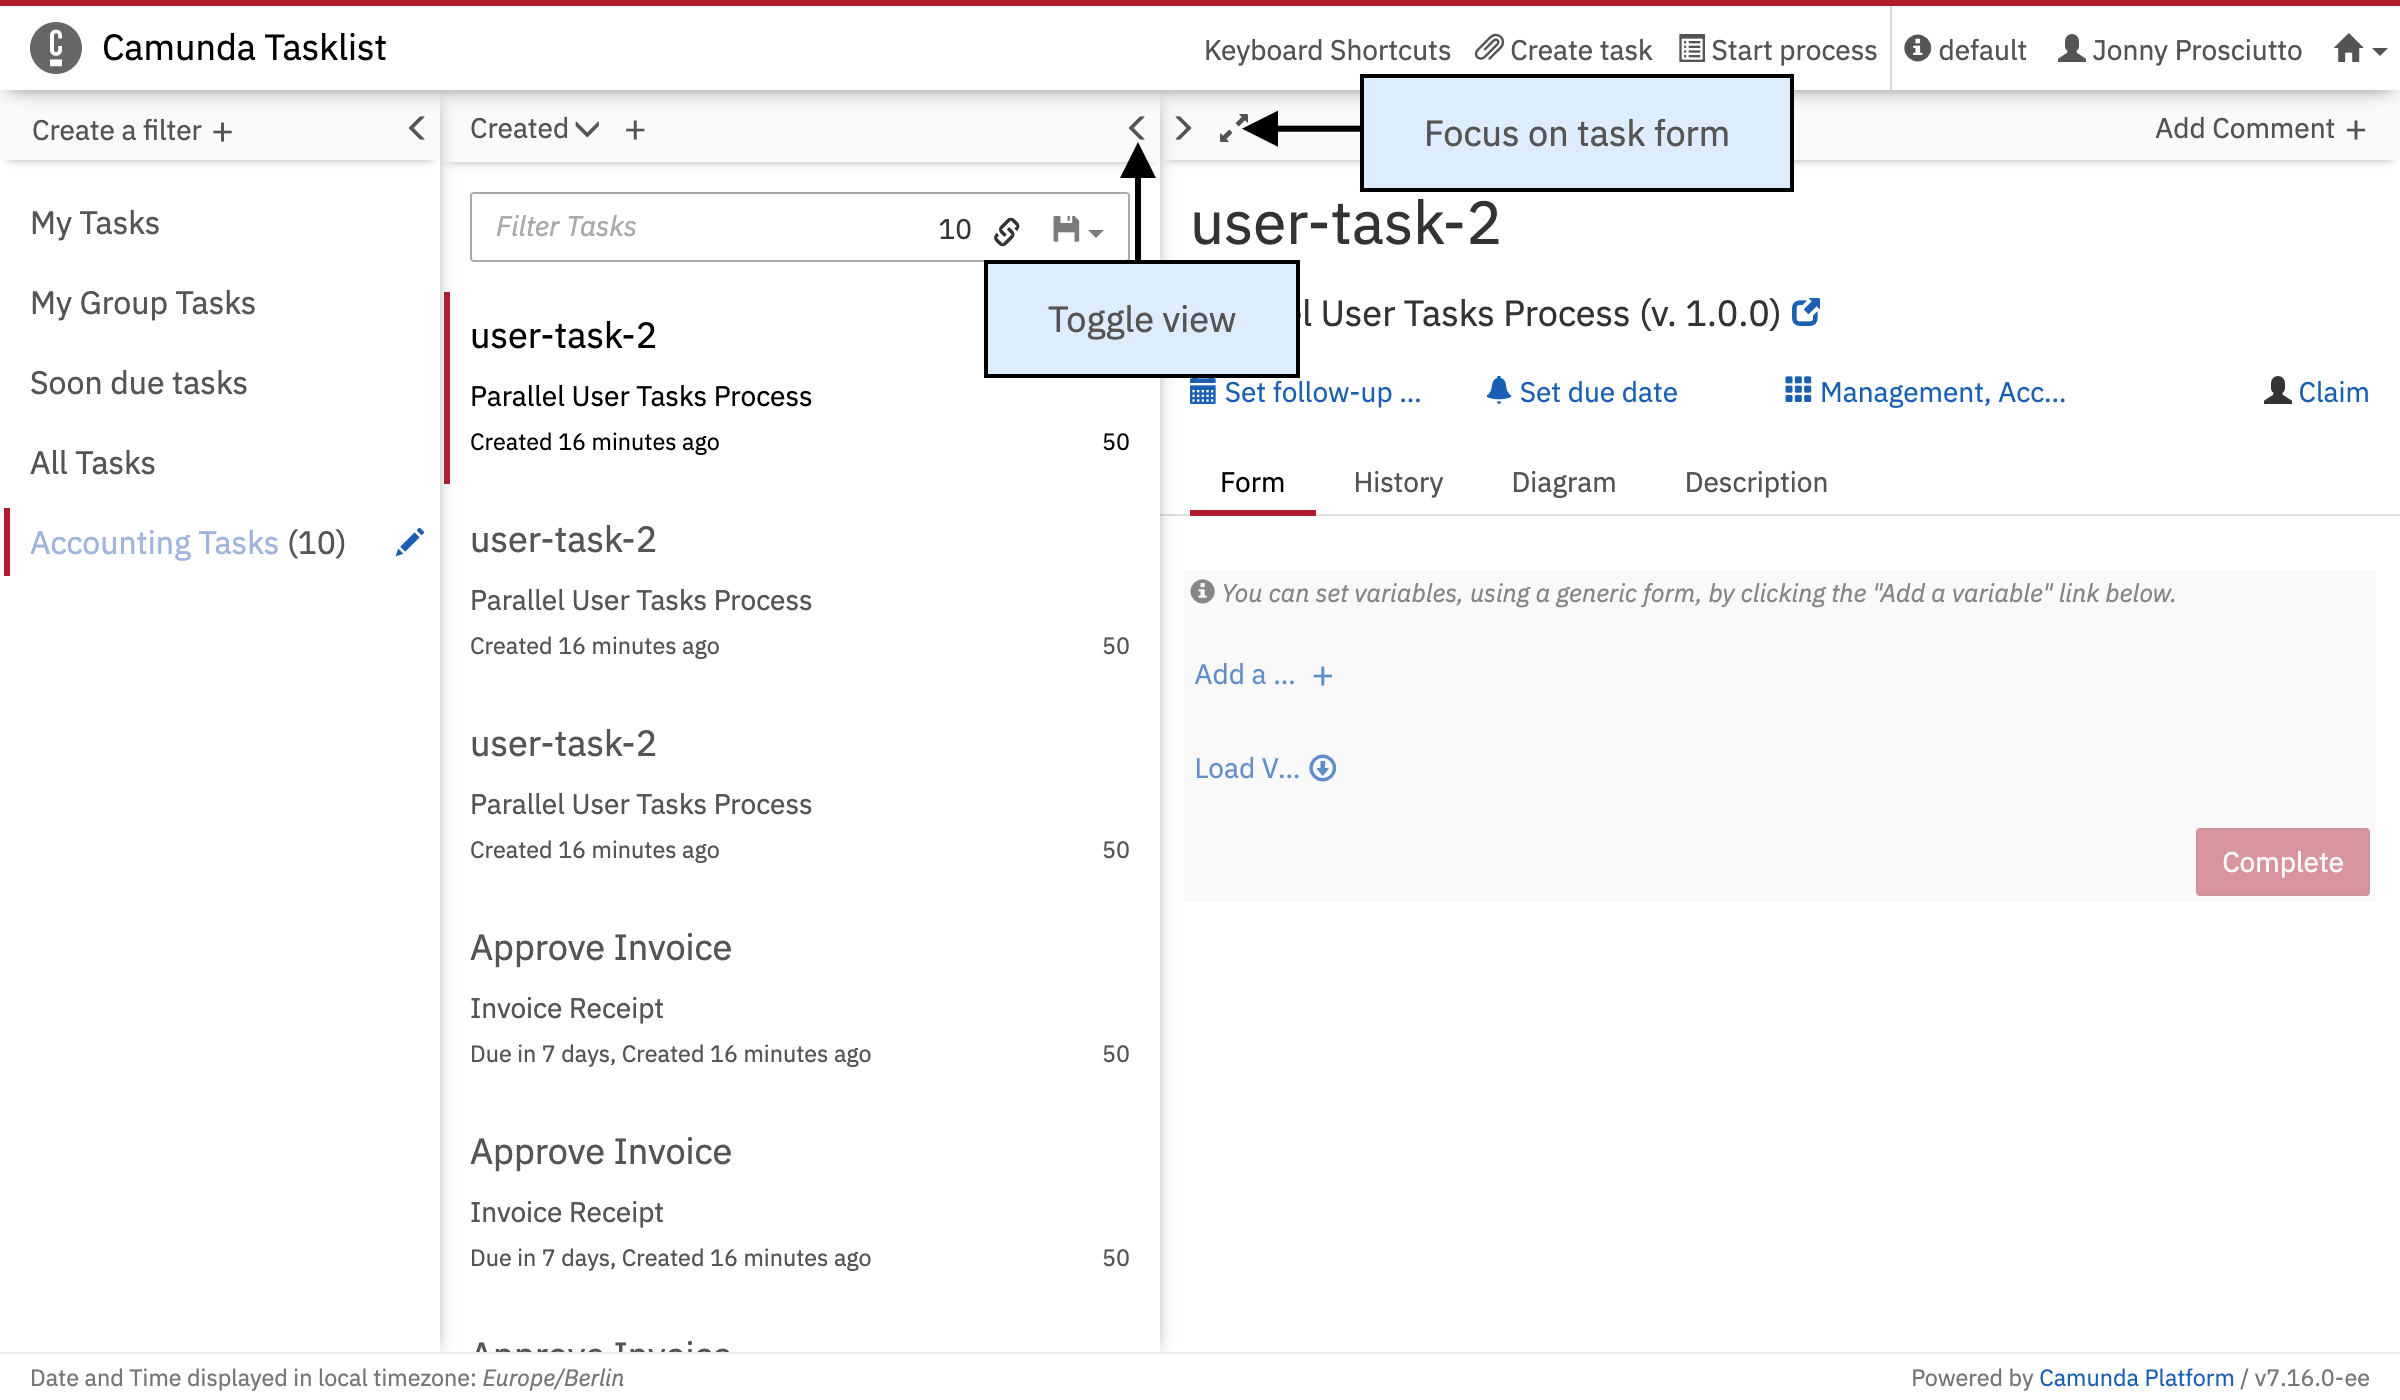 Camunda Tasklist
Keyboard Shortcuts Create task Start process default Jonny Prosciutto
Create a filter +
My Tasks
My Group Tasks
Soon due tasks
All Tasks
Accounting Tasks (10)
Created +
Filter Tasks 10
Toggle view
user-task-2
Parallel User Tasks Process
Created 16 minutes ago 50
user-task-2
Parallel User Tasks Process
Created 16 minutes ago 50
user-task-2
Parallel User Tasks Process
Created 16 minutes ago 50
Approve Invoice
Invoice Receipt
Due in 7 days, Created 16 minutes ago 50
Approve Invoice
Invoice Receipt
Due in 7 days, Created 16 minutes ago 50
Approve Invoice
Focus on task form
Add Comment +
user-task-2
l User Tasks Process (v. 1.0.0)
Set follow-up ... Set due date Management, Acc... Claim
Form History Diagram Description
You can set variables, using a generic form, by clicking the "Add a variable" link below.
Add a ... +
Load V...
Complete
Date and Time displayed in local timezone: Europe/Berlin
Powered by Camunda Platform / v7.16.0-ee